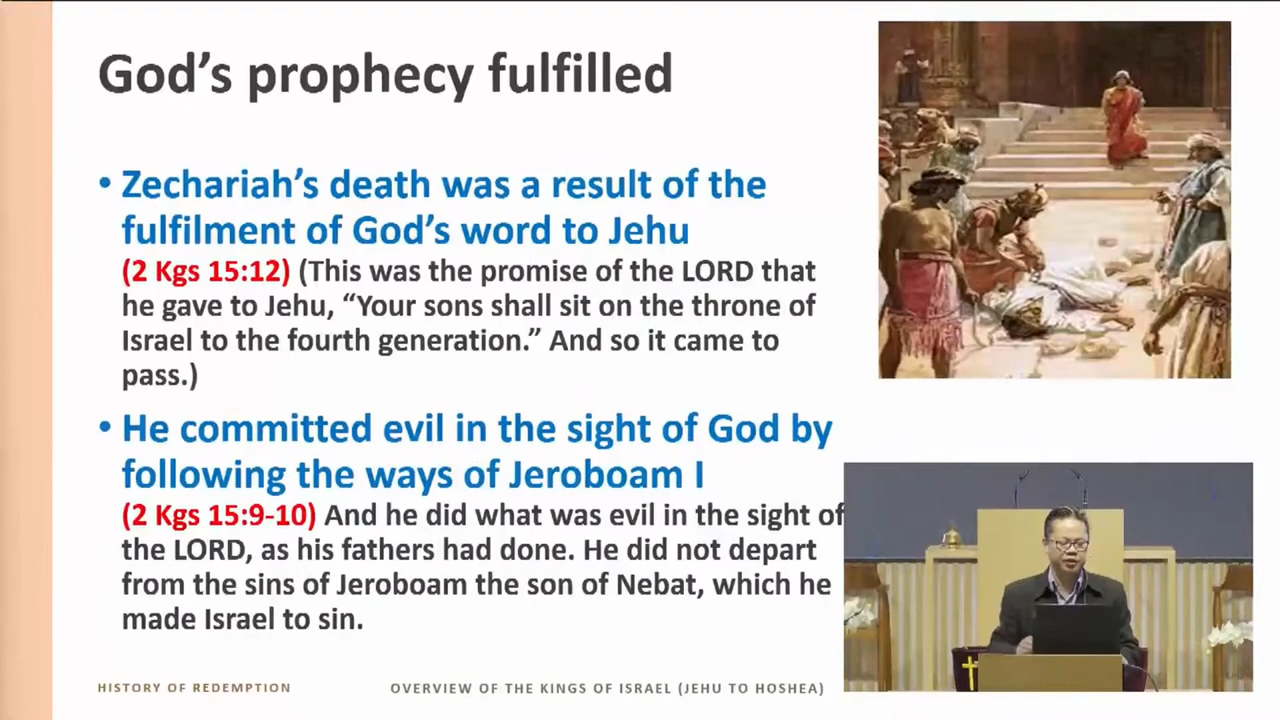 God's prophecy fulfilled
• Zechariah's death was a result of the
fulfilment of God's word to Jehu
(2 Kgs 15:12) (This was the promise of the LORD that
he gave to Jehu, “Your sons shall sit on the throne of
Israel to the fourth generation.” And so it came to
pass.)
• He committed evil in the sight of God by
following the ways of Jeroboam I
(2 Kgs 15:9-10) And he did what was evil in the sight of
the LORD, as his fathers had done. He did not depart
from the sins of Jeroboam the son of Nebat, which he
made Israel to sin.
HISTORY OF REDEMPTION
OVERVIEW OF THE KINGS OF ISRAEL (JEHU TO HOSHEA)